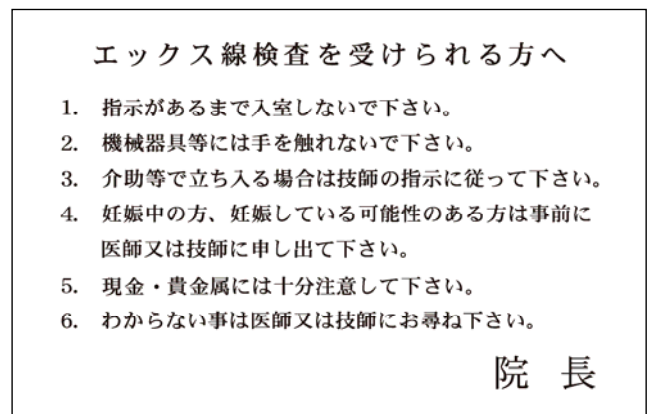 エックス線検査を受けられる方へ
1. 指示があるまで入室しないで下さい。
2. 機械器具等には手を触れないで下さい。
3. 介助等で立ち入る場合は技師の指示に従って下さい。
4. 妊娠中の方、妊娠している可能性のある方は事前に
医師又は技師に申し出て下さい。
5. 現金・貴金属には十分注意して下さい。
6. わからない事は医師又は技師にお尋ね下さい。
院 長